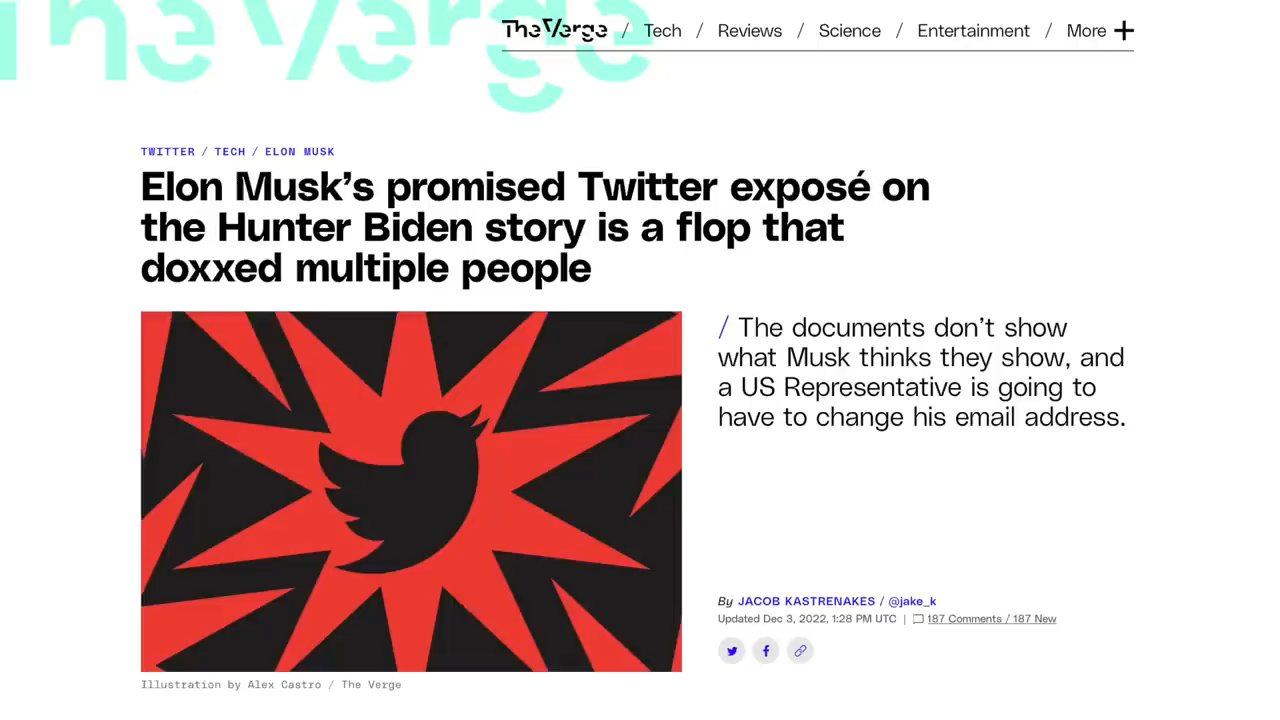 The Verge
The Verge / Tech / Reviews / Science / Entertainment / More +
TWITTER / TECH / ELON MUSK
Elon Musk’s promised Twitter exposé on
the Hunter Biden story is a flop that
doxxed multiple people
/ The documents don’t show
what Musk thinks they show, and
a US Representative is going to
have to change his email address.
By JACOB KASTRENAKES / @jake_k
Updated Dec 3, 2022, 1:28 PM UTC | 187 Comments / 187 New
Illustration by Alex Castro / The Verge